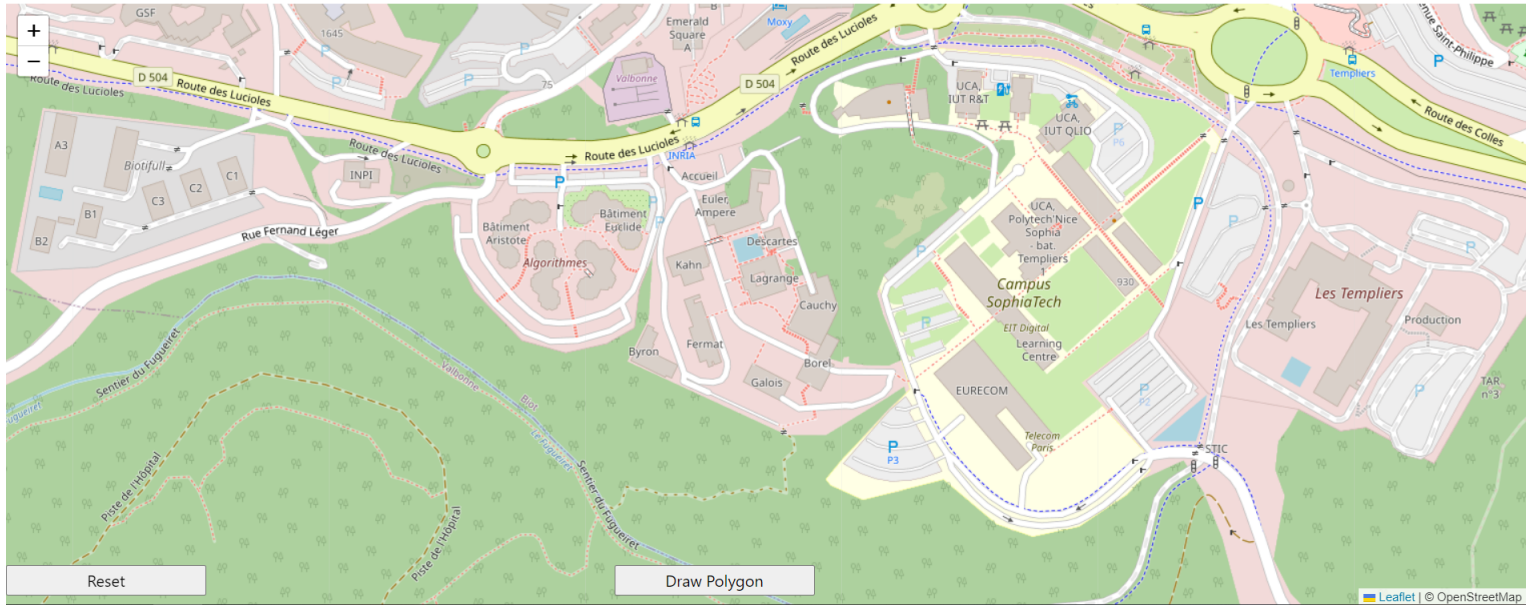 GSF
1645
Emerald
Square
A
B
Moxy
Route des Lucioles
nue Saint-Philippe
P
P
P
+
−
D 504
Route des Lucioles
Route des Lucioles
75
Valbonne
D 504
Templiers
Route des Colles
UCA,
IUT R&T
UCA,
IUT QLIO
P
P6
A3
Biotifull
C1
C2
C3
B1
B2
Route des Lucioles
INPI
Route des Lucioles
INRIA
Accueil
P
P
P
Rue Fernand Léger
Bâtiment
Aristote
Bâtiment
Euclide
Algorithmes
Euler,
Ampere
Descartes
Kahn
Lagrange
Cauchy
Fermat
Byron
Borel
Galois
UCA,
Polytech'Nice
Sophia
- bat.
Templiers
1
930
P
P
P
P
P
Campus
SophiaTech
EIT Digital
Learning
Centre
EURECOM
Telecom
Paris
P
P2
P
P3
STIC
Les Templiers
Les Templiers
Production
P
TAR
n°3
Sentier du Fugueiret
Fugueiret
Valbonne
Biot
Le Fugueiret
Sentier du Fugueiret
Piste de l'Hôpital
Piste de l'Hôpital
Reset
Draw Polygon
Leaflet | © OpenStreetMap